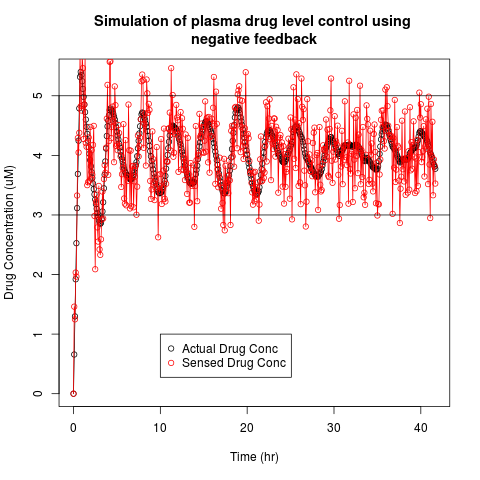 Simulation of plasma drug level control using
negative feedback
Drug Concentration (uM)
5
4
3
2
1
0
Actual Drug Conc
Sensed Drug Conc
0 10 20 30 40
Time (hr)